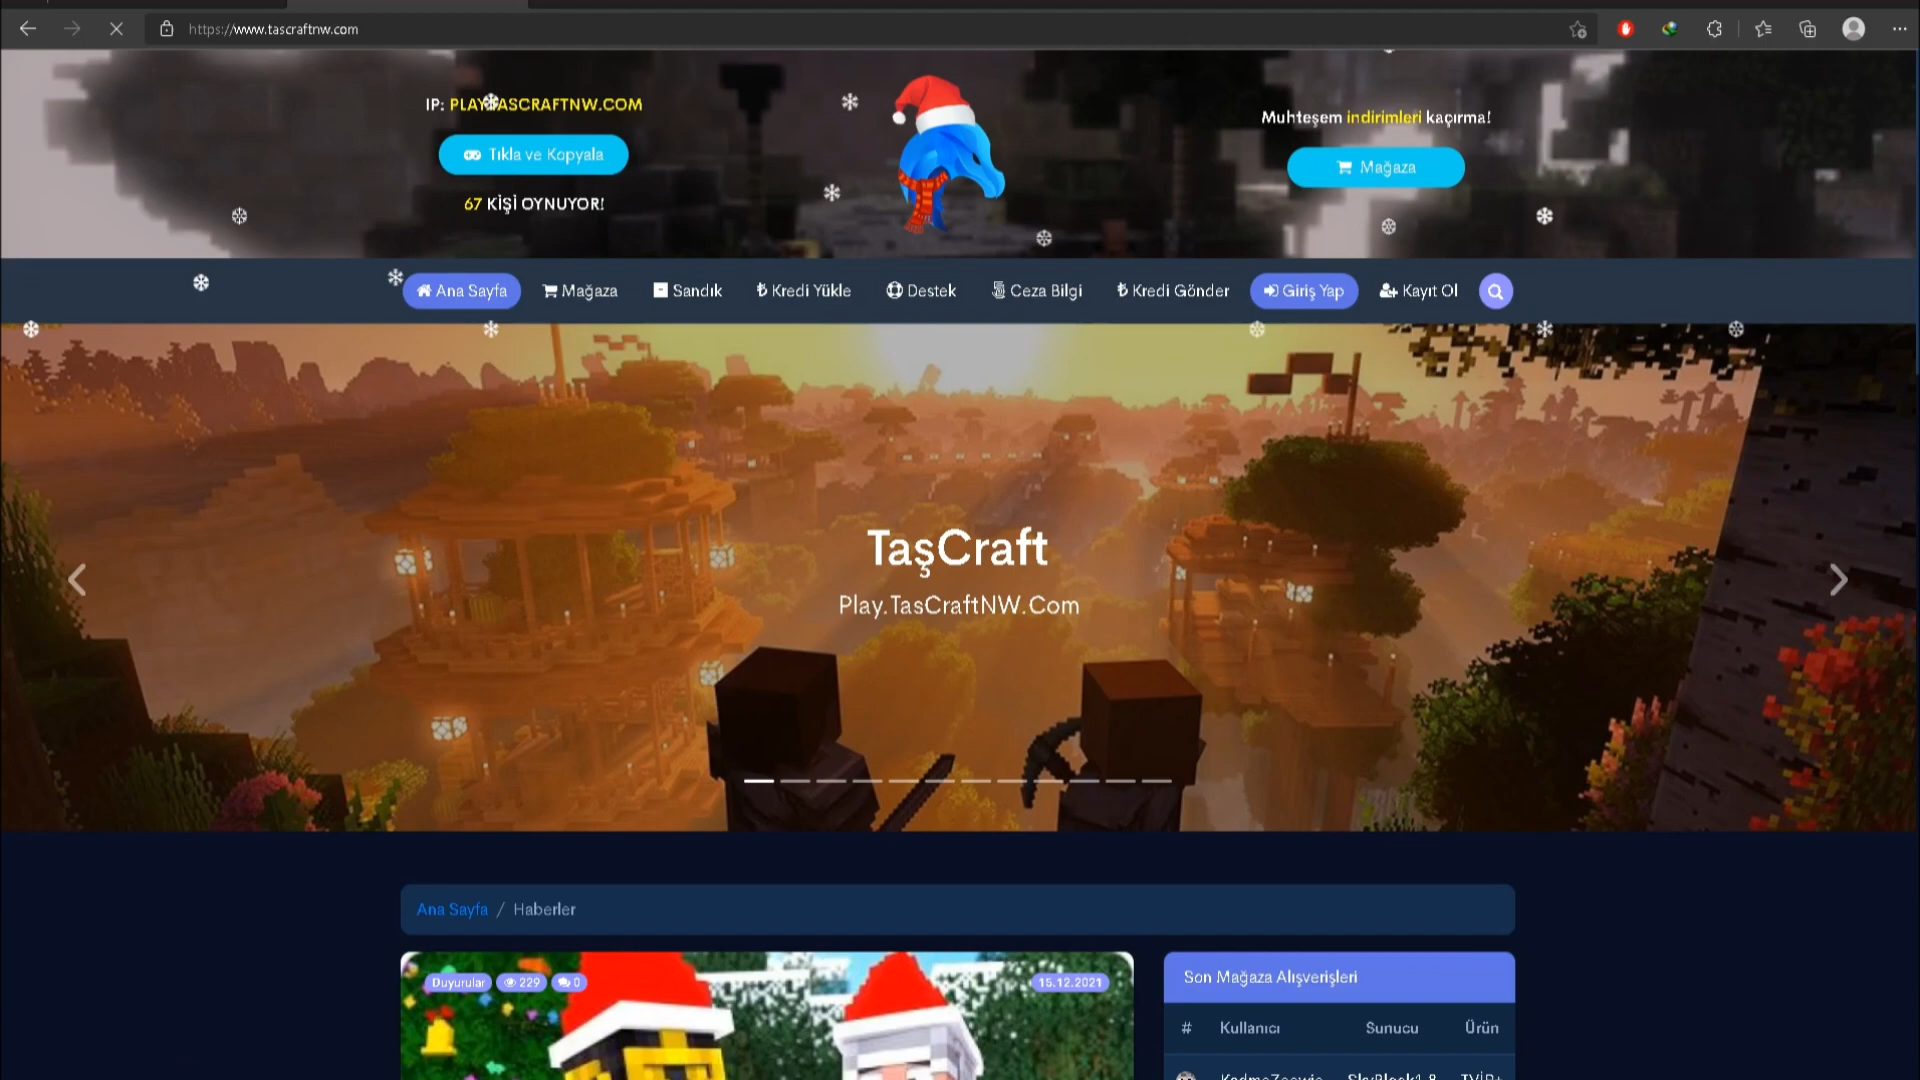 https://www.tascraftnw.com
IP: PLAY.TASCRAFTNW.COM
Tıkla ve Kopyala
67 KİŞİ OYNUYOR!
Muhteşem indirimleri kaçırma!
Mağaza
Ana Sayfa Mağaza Sandık Kredi Yükle Destek Ceza Bilgi Kredi Gönder Giriş Yap Kayıt Ol
TaşCraft
Play.TasCraftNW.Com
Ana Sayfa / Haberler
Duyurular 229 0 15.12.2021
Son Mağaza Alışverişleri
# Kullanıcı Sunucu Ürün